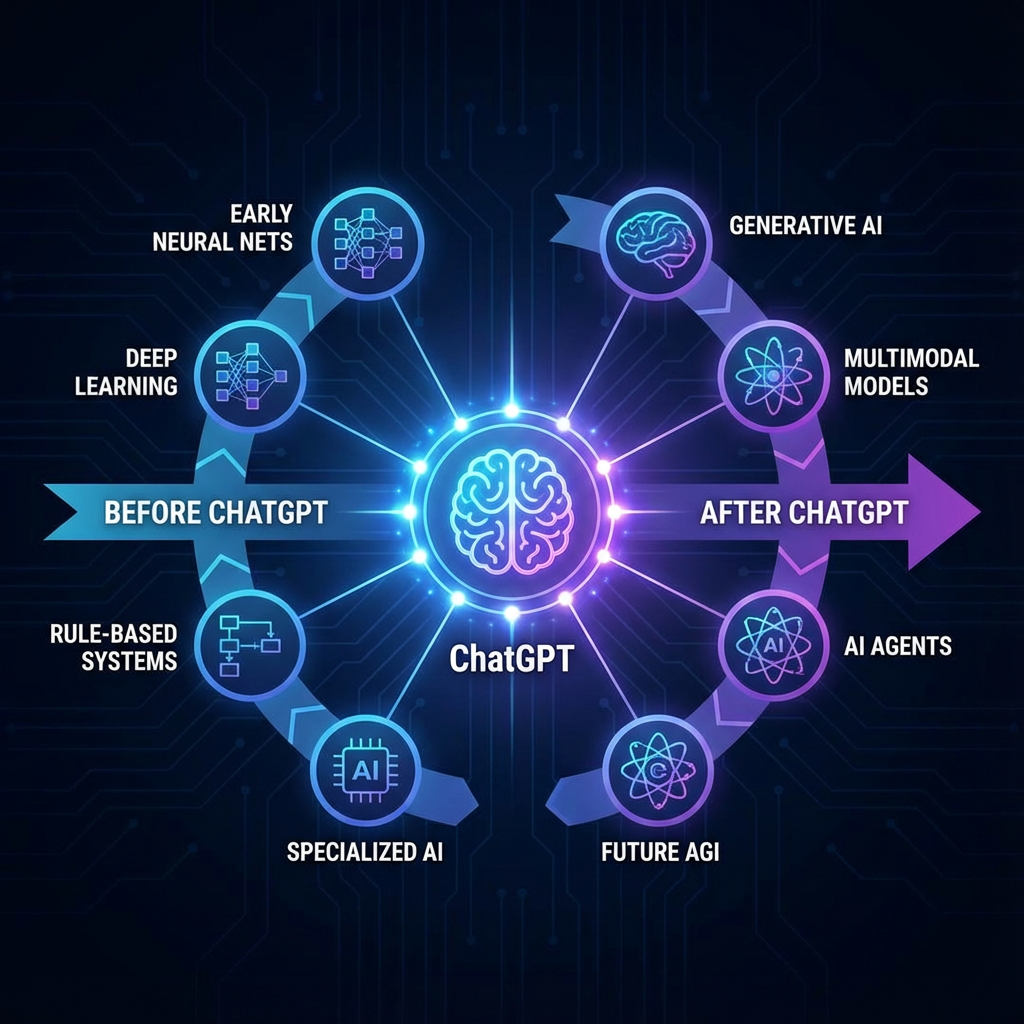 EARLY
NEURAL NETS
GENERATIVE AI
DEEP
LEARNING
MULTIMODAL
MODELS
BEFORE CHATGPT
AFTER CHATGPT
RULE-BASED
SYSTEMS
ChatGPT
AI
AI AGENTS
AI
C
SPECIALIZED AI
FUTURE AGI